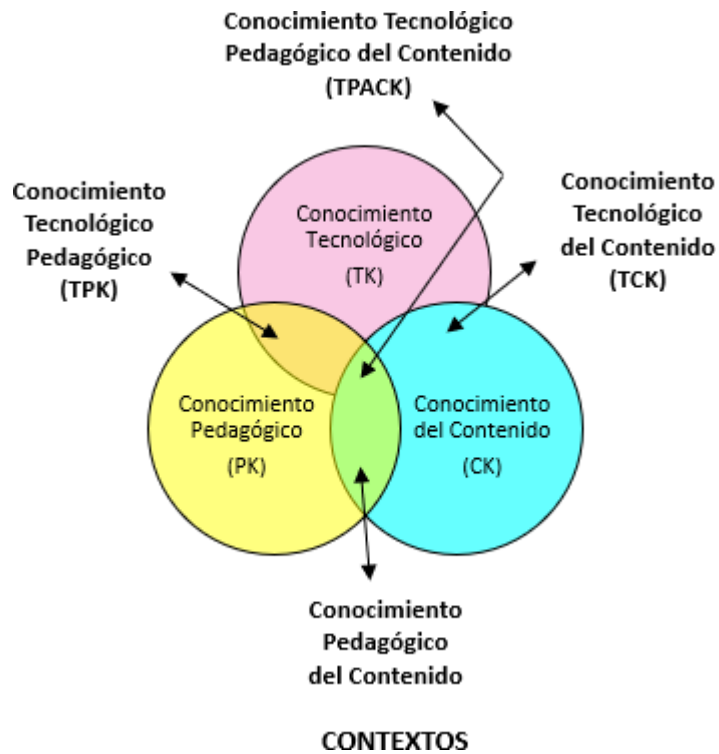 Conocimiento Tecnológico
Pedagógico del Contenido
(TPACK)
Conocimiento
Tecnológico
Pedagógico
(TPK)
Conocimiento
Tecnológico
(TK)
Conocimiento
Tecnológico
del Contenido
(TCK)
Conocimiento
Pedagógico
(PK)
Conocimiento
del Contenido
(CK)
Conocimiento
Pedagógico
del Contenido
CONTEXTOS